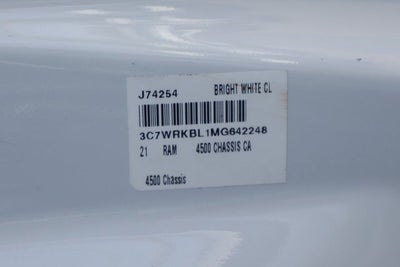 J74254 BRIGHT WHITE CL
3C7WRKBL1MG642248
21 RAM 4500 CHASSIS CA
4500 Chassis